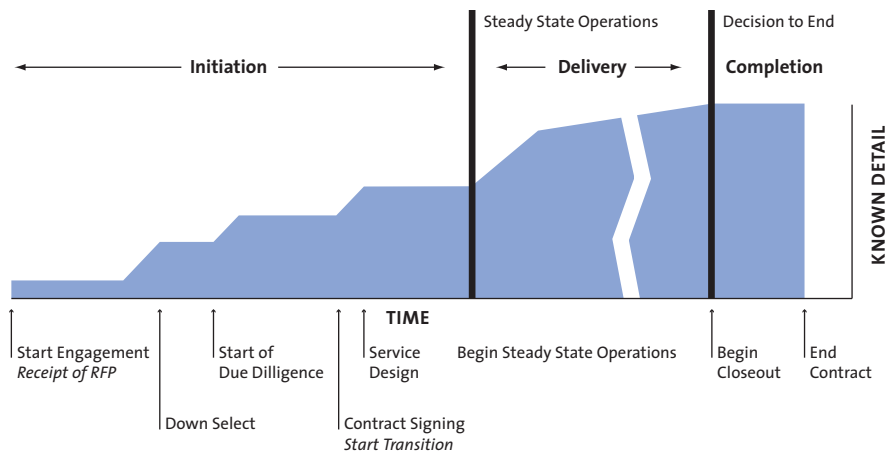 Steady State Operations
Decision to End
Initiation
Delivery
Completion
KNOWN DETAIL
TIME
Start Engagement
Receipt of RFP
Start of
Due Dilligence
Service
Design
Begin Steady State Operations
Begin
Closeout
End
Contract
Down Select
Contract Signing
Start Transition